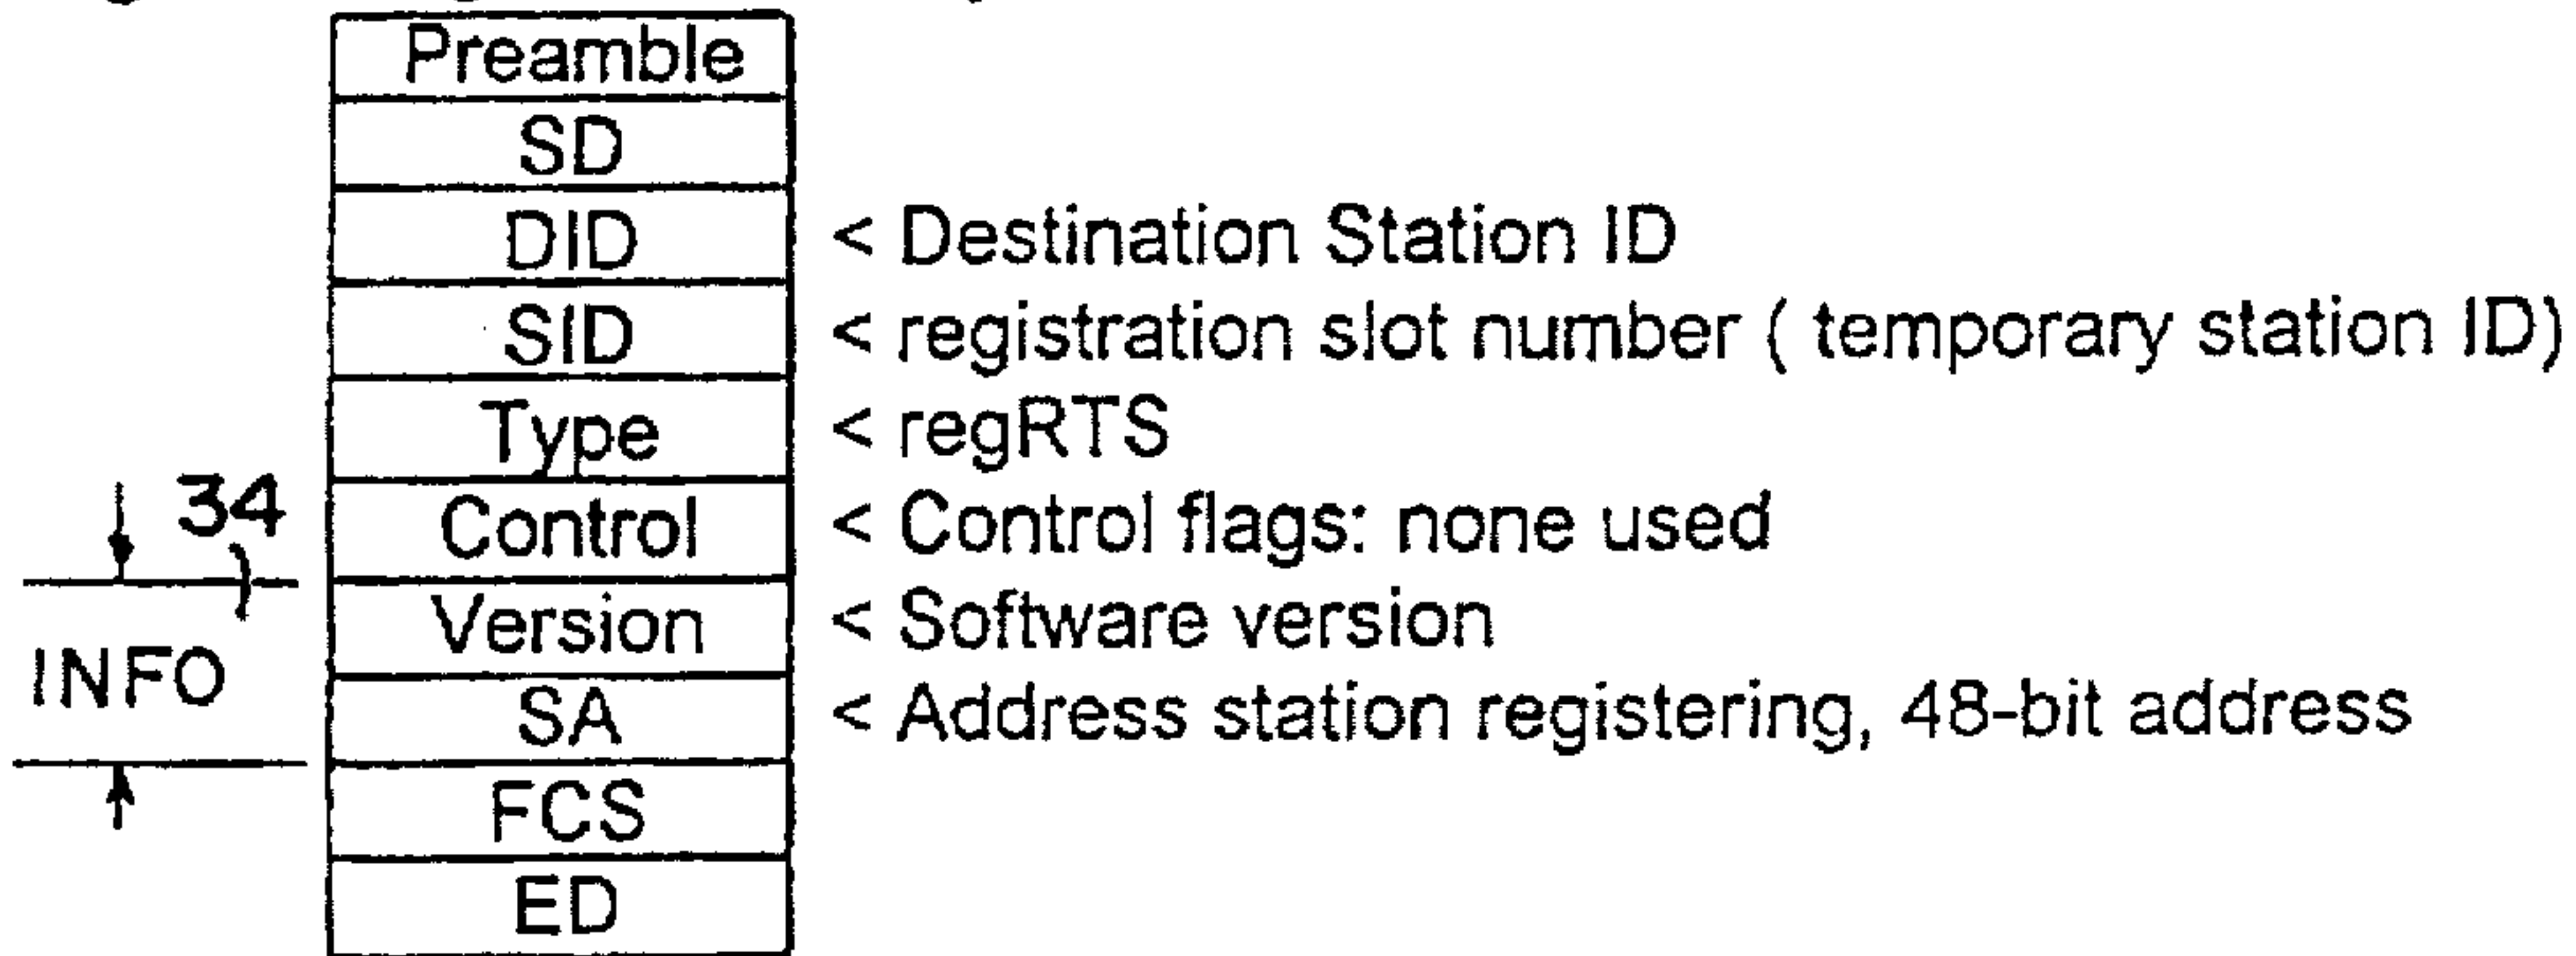 Preamble
SD
DID < Destination Station ID
SID < registration slot number ( temporary station ID)
Type < regRTS
34 Control < Control flags: none used
Version < Software version
INFO
SA < Address station registering, 48-bit address
FCS
ED